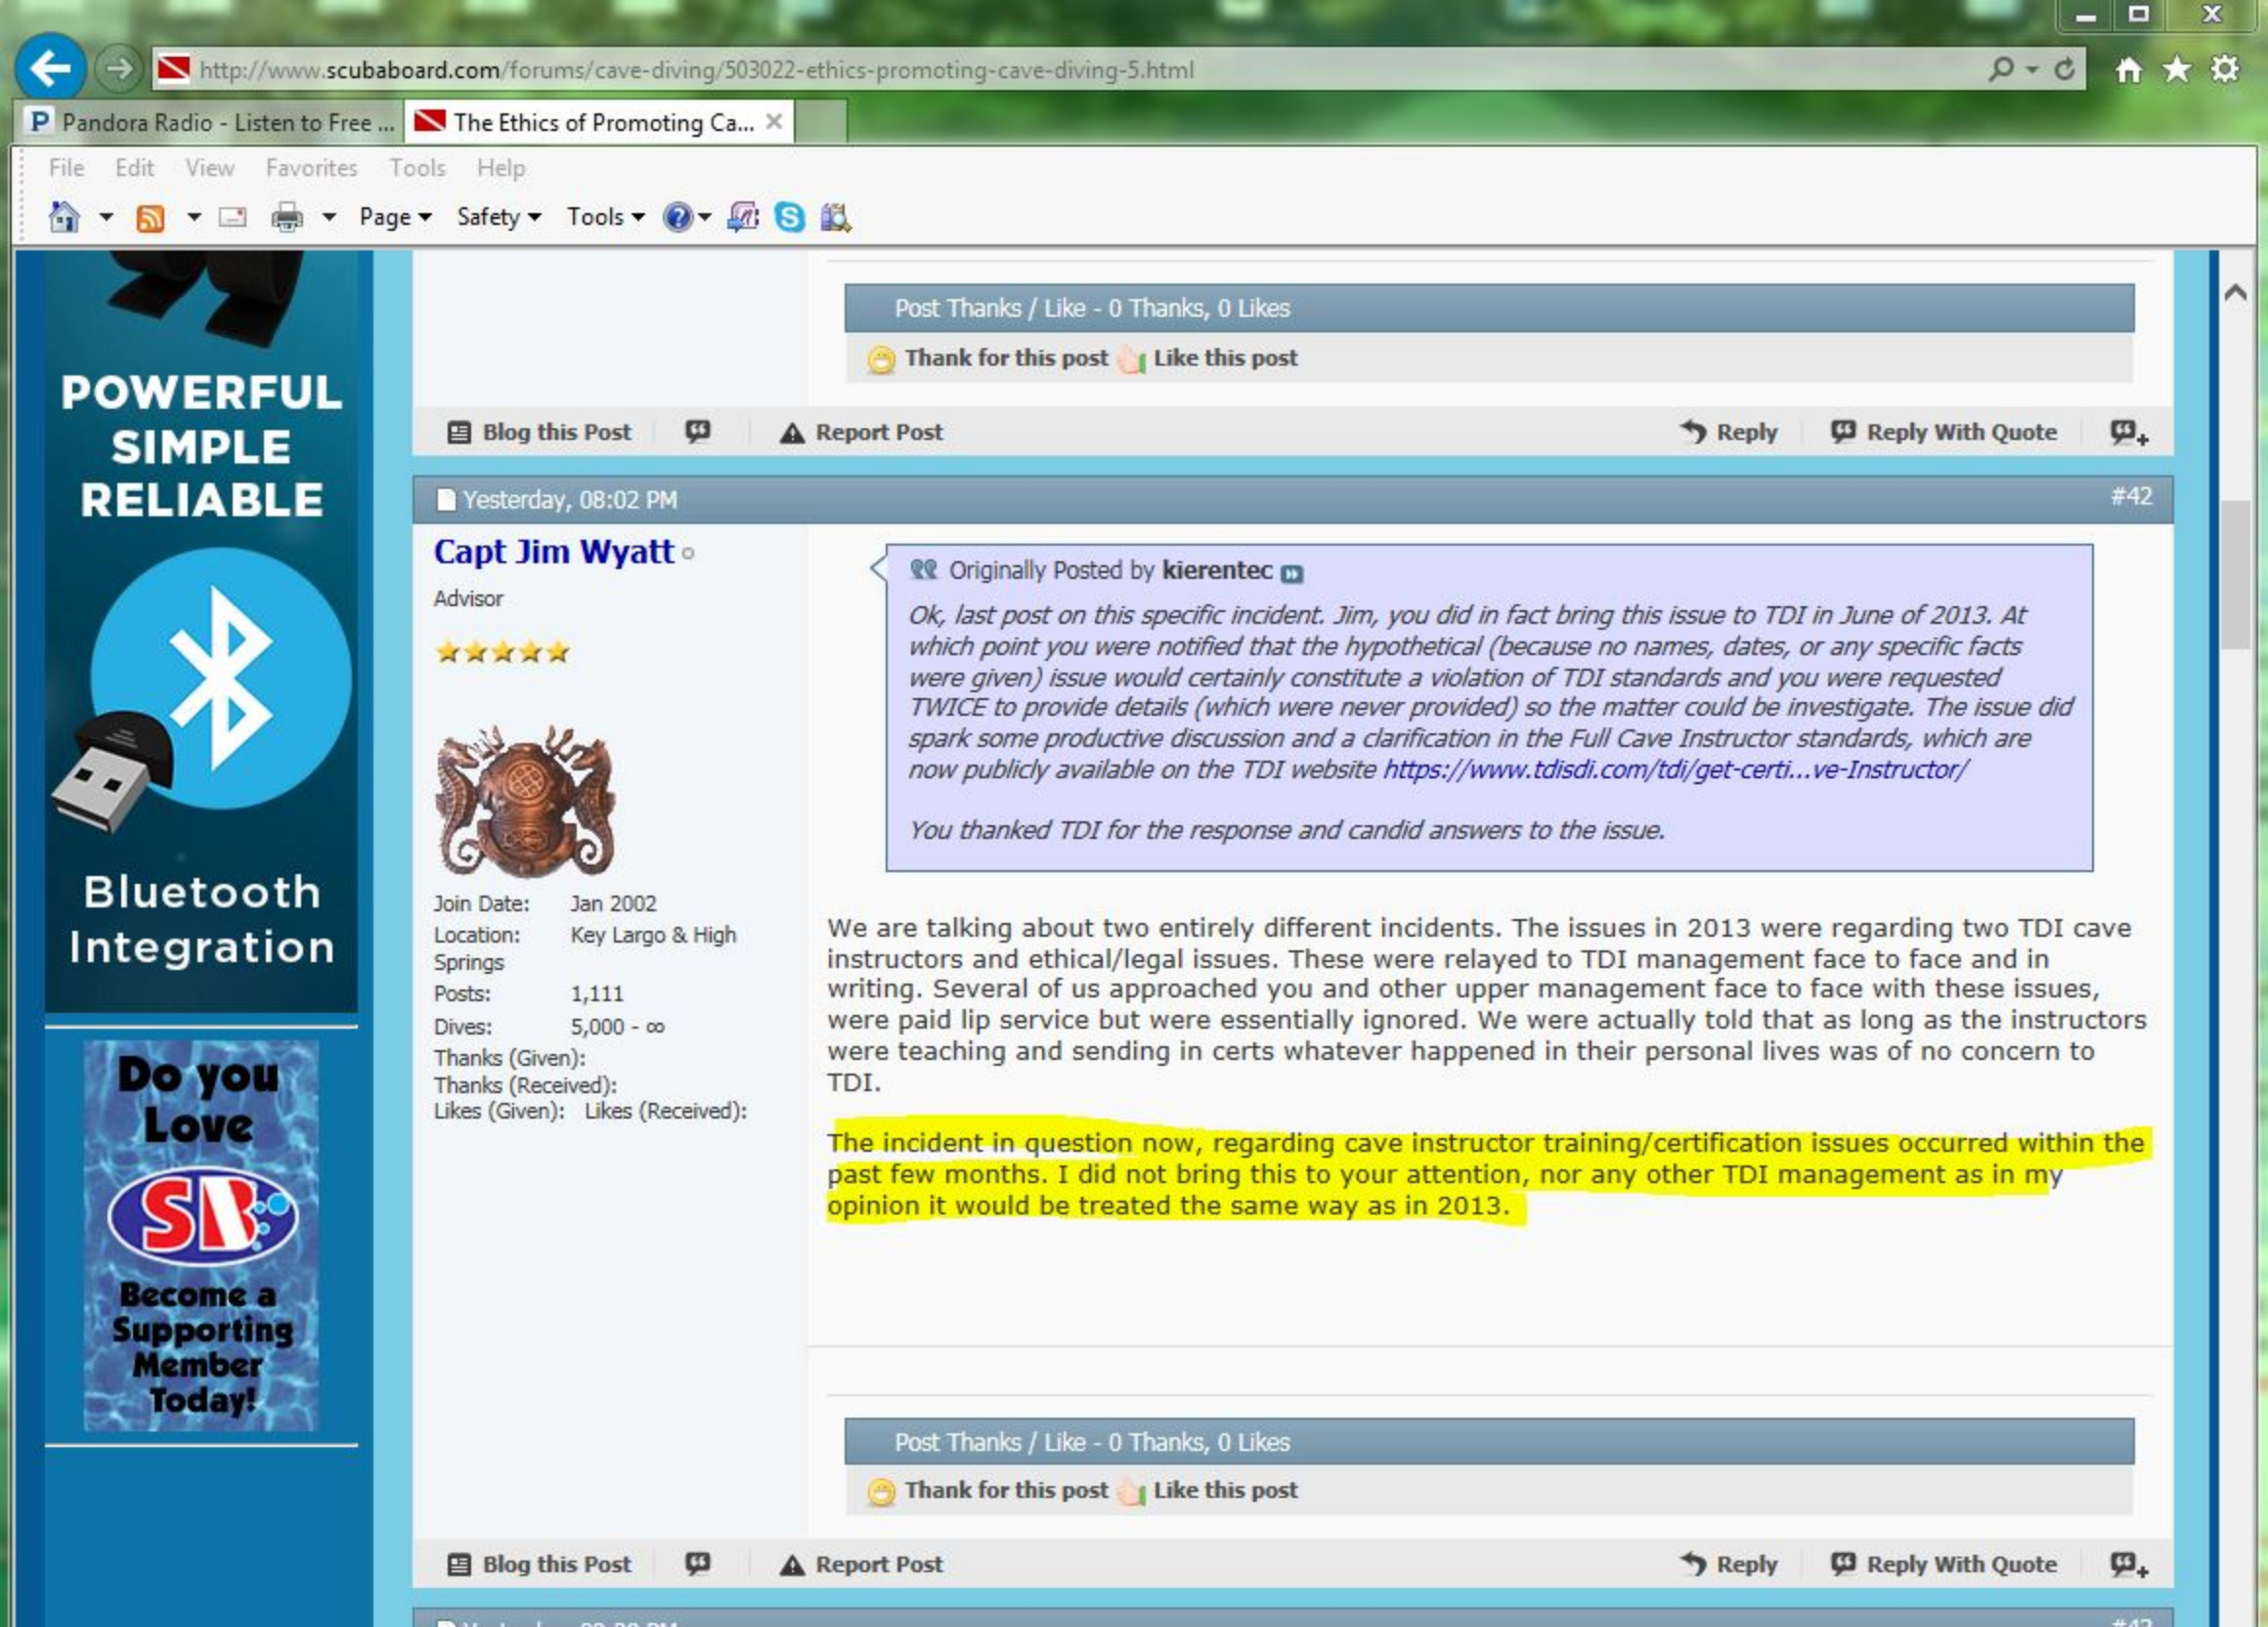 http://www.scubaboard.com/forums/cave-diving/503022-ethics-promoting-cave-diving-5.html
P Pandora Radio - Listen to Free ... The Ethics of Promoting Ca...
File Edit View Favorites Tools Help
Page Safety Tools
POWERFUL
SIMPLE
RELIABLE
Bluetooth
Integration
Do you
Love
SB
Become a
Supporting
Member
Today!
Post Thanks / Like - 0 Thanks, 0 Likes
Thank for this post Like this post
Blog this Post Report Post Reply Reply With Quote
Yesterday, 08:02 PM #42
Capt Jim Wyatt
Advisor
Join Date: Jan 2002
Location: Key Largo & High
Springs
Posts: 1,111
Dives: 5,000 - ∞
Thanks (Given):
Thanks (Received):
Likes (Given): Likes (Received):
Originally Posted by kierentec
Ok, last post on this specific incident. Jim, you did in fact bring this issue to TDI in June of 2013. At
which point you were notified that the hypothetical (because no names, dates, or any specific facts
were given) issue would certainly constitute a violation of TDI standards and you were requested
TWICE to provide details (which were never provided) so the matter could be investigate. The issue did
spark some productive discussion and a clarification in the Full Cave Instructor standards, which are
now publicly available on the TDI website https://www.tdisdi.com/tdi/get-certi...ve-Instructor/
You thanked TDI for the response and candid answers to the issue.
We are talking about two entirely different incidents. The issues in 2013 were regarding two TDI cave
instructors and ethical/legal issues. These were relayed to TDI management face to face and in
writing. Several of us approached you and other upper management face to face with these issues,
were paid lip service but were essentially ignored. We were actually told that as long as the instructors
were teaching and sending in certs whatever happened in their personal lives was of no concern to
TDI.
The incident in question now, regarding cave instructor training/certification issues occurred within the
past few months. I did not bring this to your attention, nor any other TDI management as in my
opinion it would be treated the same way as in 2013.
Post Thanks / Like - 0 Thanks, 0 Likes
Thank for this post Like this post
Blog this Post Report Post Reply Reply With Quote